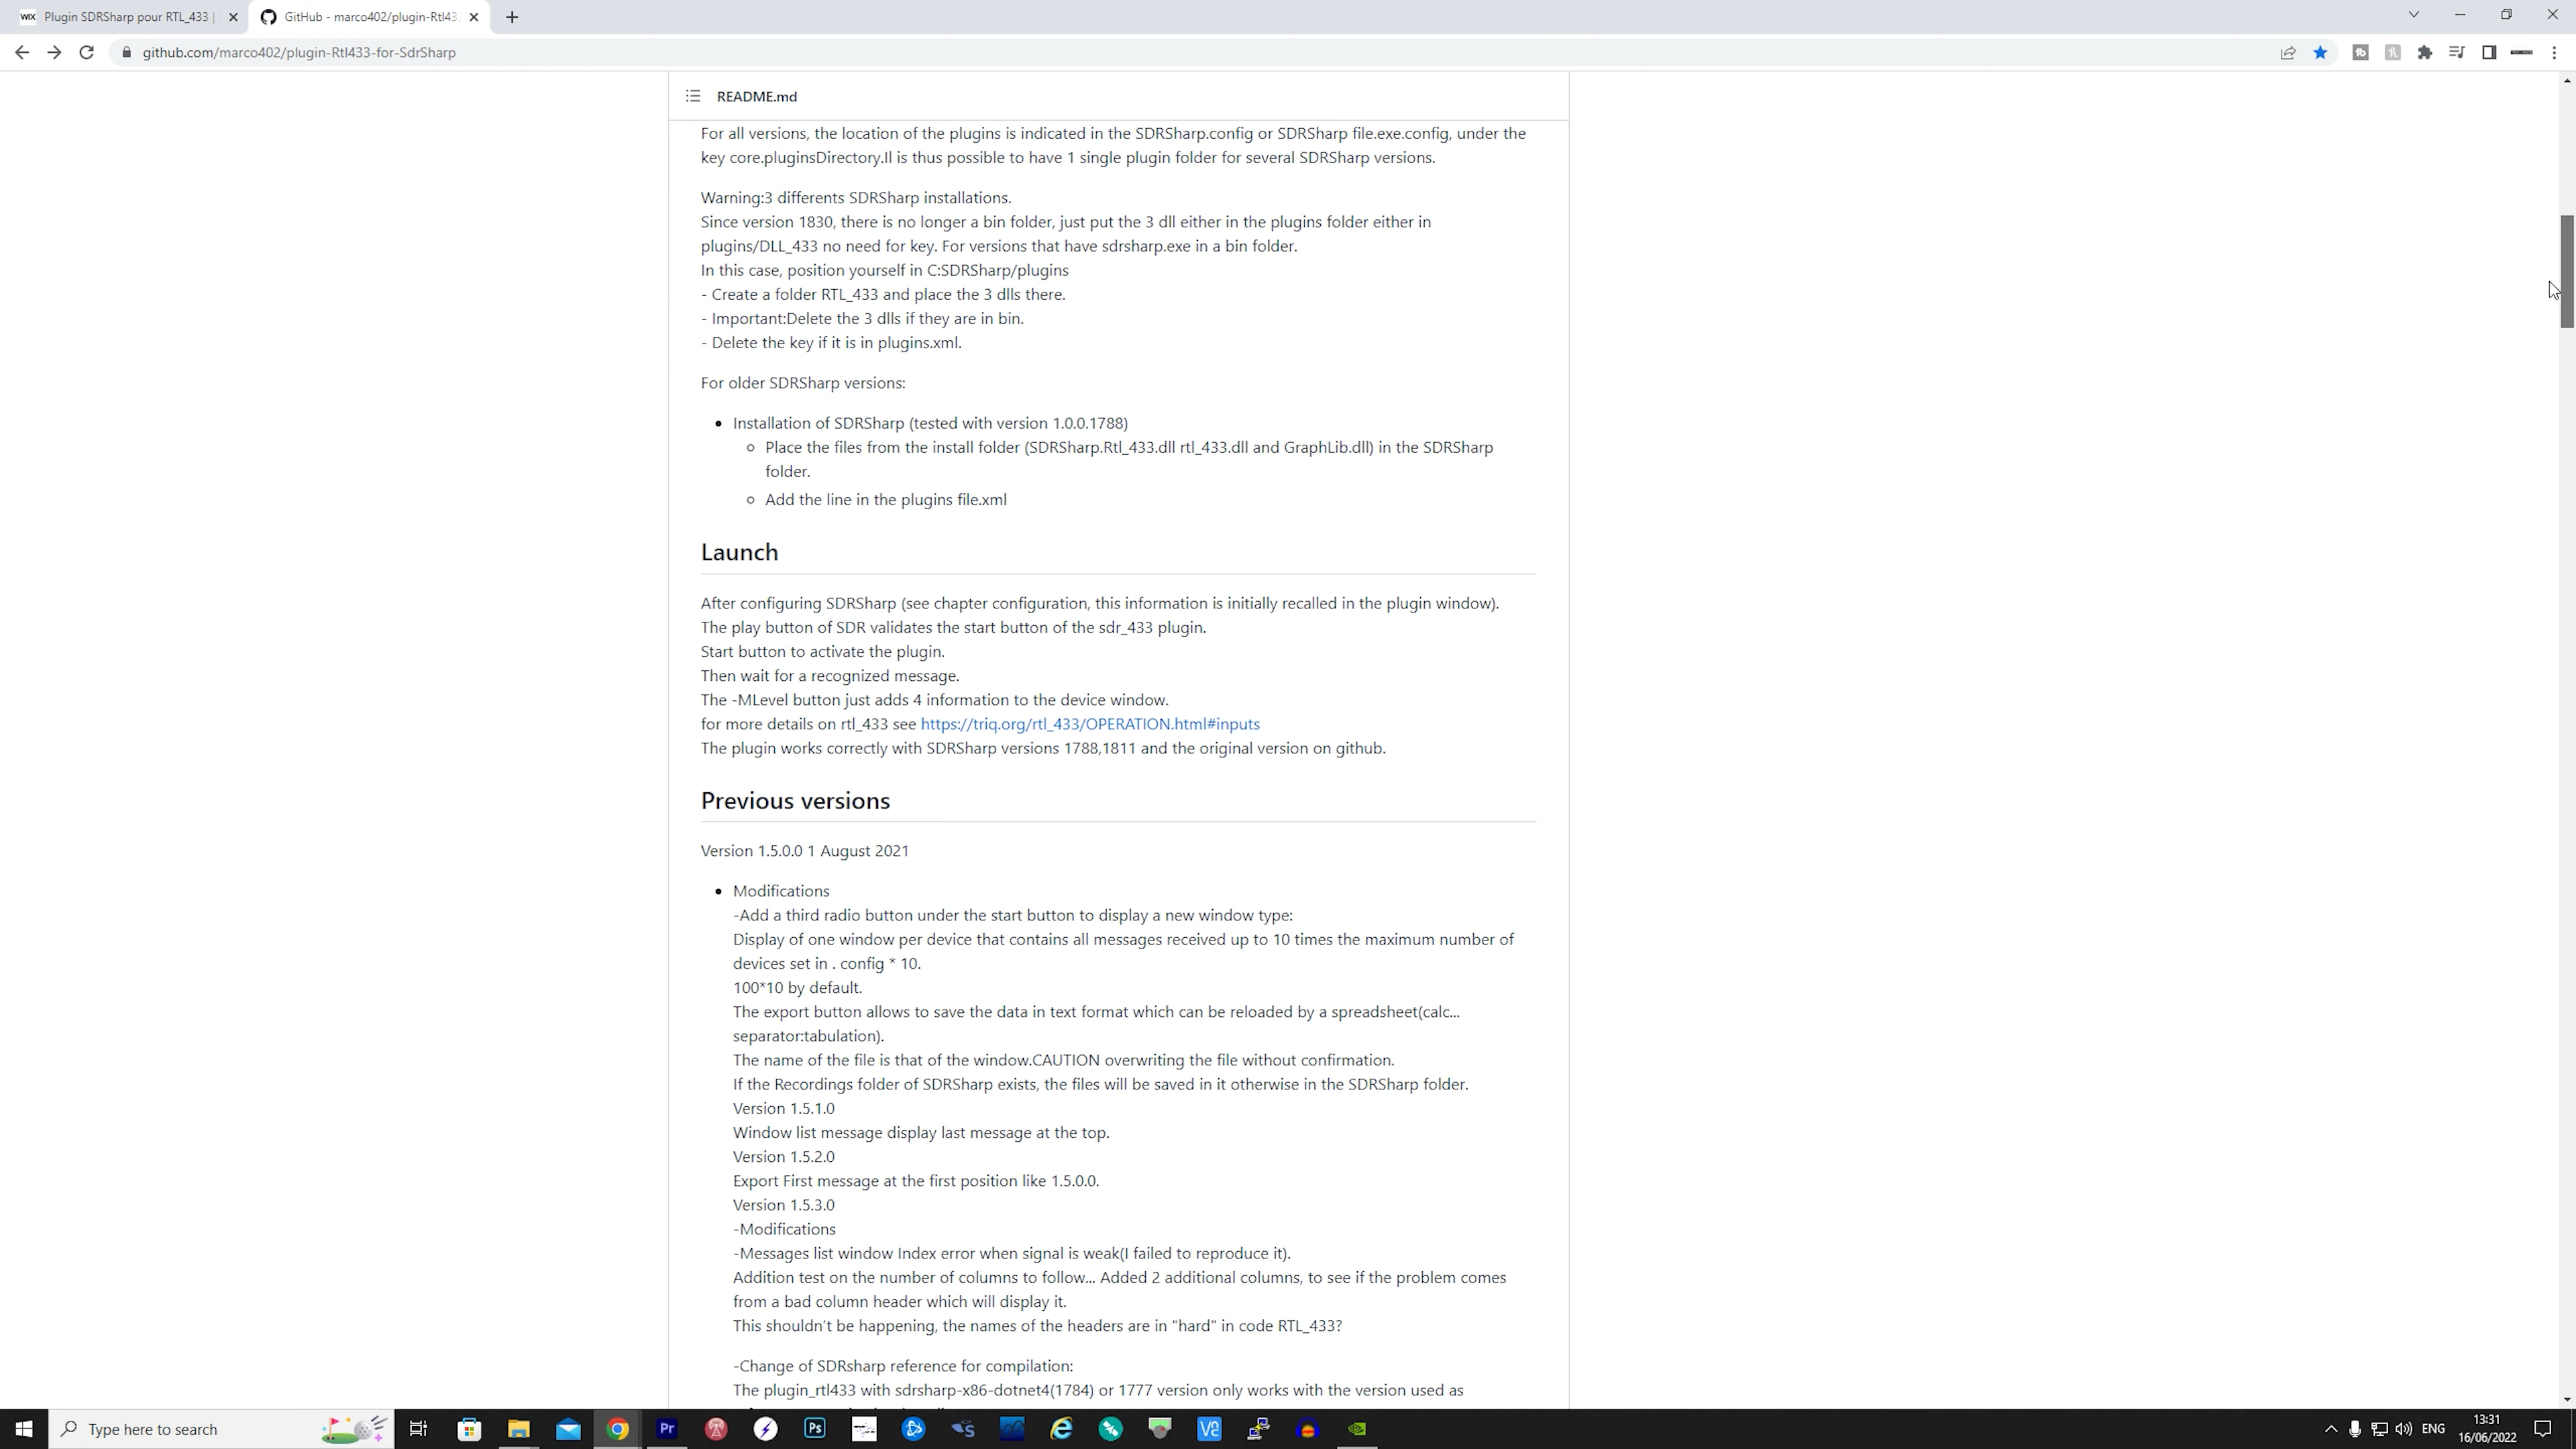 WIX Plugin SDRSharp pour RTL_433 |
GitHub - marco402/plugin-Rtl433
github.com/marco402/plugin-Rtl433-for-SdrSharp
README.md
For all versions, the location of the plugins is indicated in the SDRSharp.config or SDRSharp file.exe.config, under the
key core.pluginsDirectory.Il is thus possible to have 1 single plugin folder for several SDRSharp versions.
Warning:3 differents SDRSharp installations.
Since version 1830, there is no longer a bin folder, just put the 3 dll either in the plugins folder either in
plugins/DLL_433 no need for key. For versions that have sdrsharp.exe in a bin folder.
In this case, position yourself in C:SDRSharp/plugins
- Create a folder RTL_433 and place the 3 dlls there.
- Important:Delete the 3 dlls if they are in bin.
- Delete the key if it is in plugins.xml.
For older SDRSharp versions:
Installation of SDRSharp (tested with version 1.0.0.1788)
Place the files from the install folder (SDRSharp.Rtl_433.dll rtl_433.dll and GraphLib.dll) in the SDRSharp
folder.
Add the line in the plugins file.xml
Launch
After configuring SDRSharp (see chapter configuration, this information is initially recalled in the plugin window).
The play button of SDR validates the start button of the sdr_433 plugin.
Start button to activate the plugin.
Then wait for a recognized message.
The -MLevel button just adds 4 information to the device window.
for more details on rtl_433 see https://triq.org/rtl_433/OPERATION.html#inputs
The plugin works correctly with SDRSharp versions 1788,1811 and the original version on github.
Previous versions
Version 1.5.0.0 1 August 2021
Modifications
-Add a third radio button under the start button to display a new window type:
Display of one window per device that contains all messages received up to 10 times the maximum number of
devices set in . config * 10.
100*10 by default.
The export button allows to save the data in text format which can be reloaded by a spreadsheet(calc...
separator:tabulation).
The name of the file is that of the window.CAUTION overwriting the file without confirmation.
If the Recordings folder of SDRSharp exists, the files will be saved in it otherwise in the SDRSharp folder.
Version 1.5.1.0
Window list message display last message at the top.
Version 1.5.2.0
Export First message at the first position like 1.5.0.0.
Version 1.5.3.0
-Modifications
-Messages list window Index error when signal is weak(I failed to reproduce it).
Addition test on the number of columns to follow... Added 2 additional columns, to see if the problem comes
from a bad column header which will display it.
This shouldn't be happening, the names of the headers are in "hard" in code RTL_433?
-Change of SDRsharp reference for compilation:
The plugin_rtl433 with sdrsharp-x86-dotnet4(1784) or 1777 version only works with the version used as
Type here to search
Pr
Ps
ENG
13:31
16/06/2022